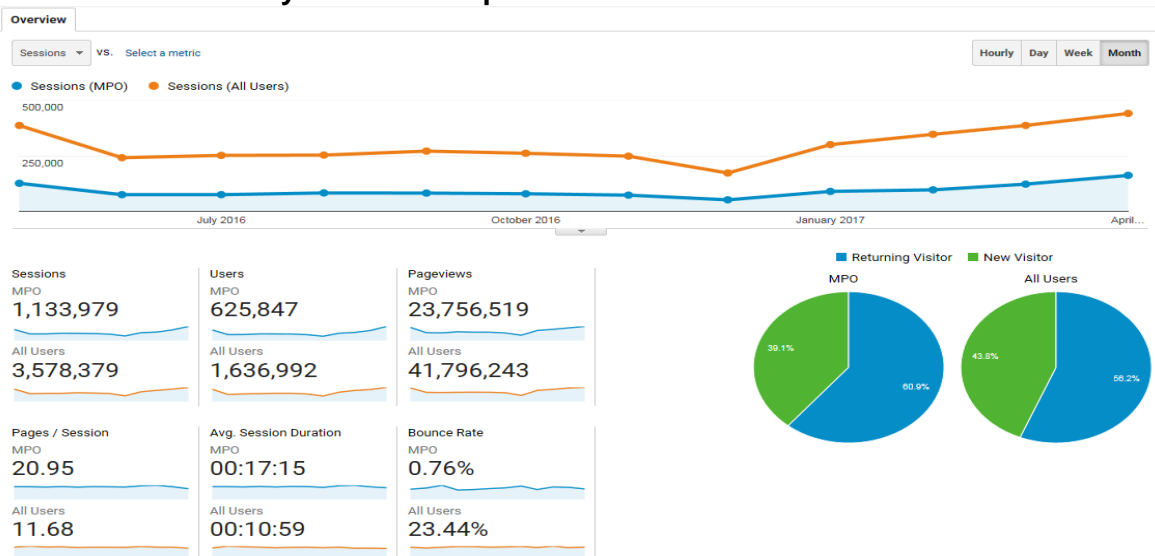 Overview
Sessions VS. Select a metric
Hourly Day Week Month
Sessions (MPO) Sessions (All Users)
500,000
250,000
July 2016 October 2016 January 2017 April...
Returning Visitor New Visitor
MPO All Users
39.1%
60.9%
43.8%
56.2%
Sessions Users Pageviews
MPO MPO MPO
1,133,979 625,847 23,756,519
All Users All Users All Users
3,578,379 1,636,992 41,796,243
Pages / Session Avg. Session Duration Bounce Rate
MPO MPO MPO
20.95 00:17:15 0.76%
All Users All Users All Users
11.68 00:10:59 23.44%